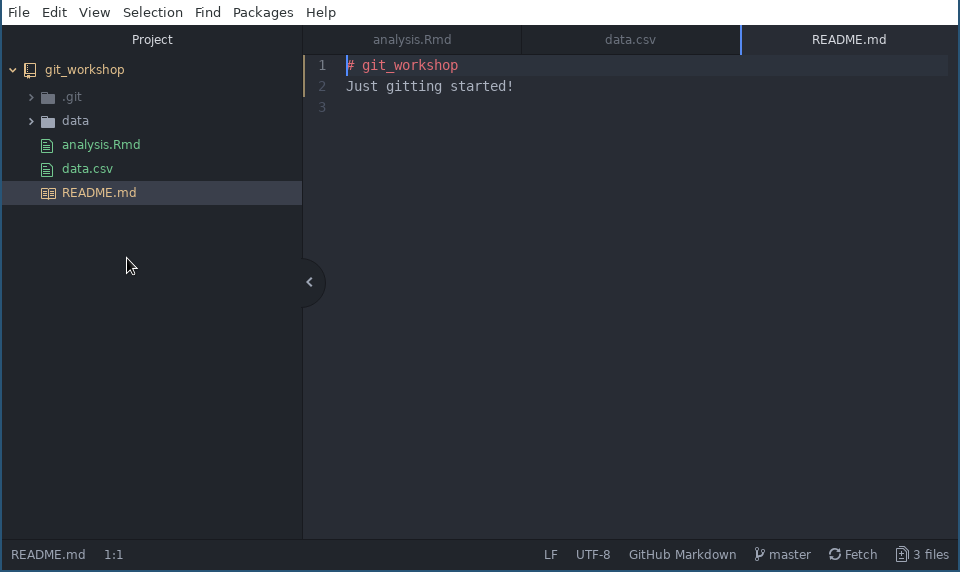 File Edit View Selection Find Packages Help
Project
analysis.Rmd data.csv README.md
git_workshop
.git
data
analysis.Rmd
data.csv
README.md
1 # git_workshop
2 Just gitting started!
3
README.md 1:1 LF UTF-8 GitHub Markdown master Fetch 3 files